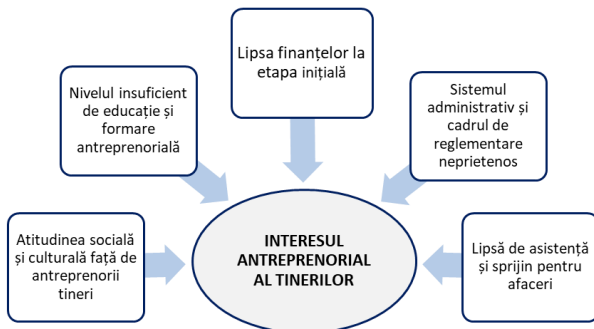 Lipsa finanțelor la
etapa inițială
Nivelul insuficient
de educație și
formare
antreprenorială
Sistemul
administrativ și
cadrul de
reglementare
neprietenos
Atitudinea socială
și culturală față de
antreprenorii
tineri
INTERESUL
ANTREPRENORIAL
AL TINERILOR
Lipsă de asistență
și sprijin pentru
afaceri